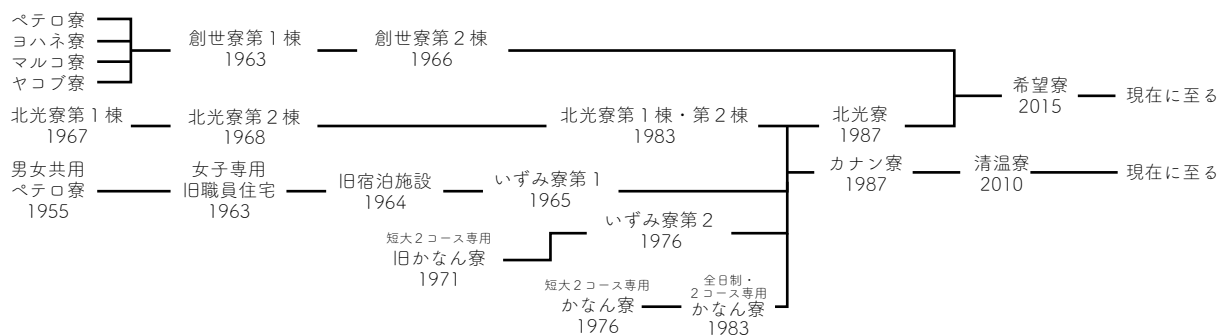 ペテロ寮
ヨハネ寮
マルコ寮
ヤコブ寮
創世寮第1棟
1963
創世寮第2棟
1966
希望寮
2015
現在に至る
北光寮第1棟
1967
北光寮第2棟
1968
北光寮第1棟・第2棟
1983
北光寮
1987
男女共用
ペテロ寮
1955
女子専用
旧職員住宅
1963
旧宿泊施設
1964
いずみ寮第1
1965
カナン寮
1987
清温寮
2010
現在に至る
いずみ寮第2
1976
短大2コース専用
旧かなん寮
1971
短大2コース専用
かなん寮
1976
全日制・
2コース専用
かなん寮
1983